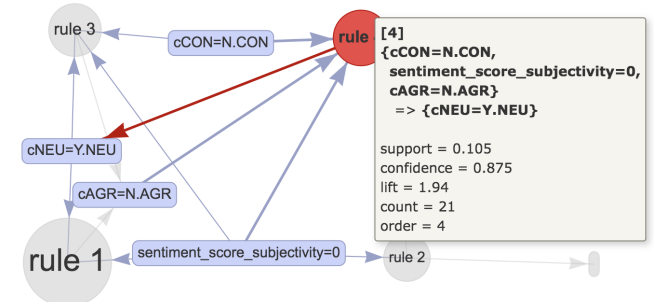 rule 3
cCON=N.CON
rule
[4]
{cCON=N.CON,
sentiment_score_subjectivity=0,
cAGR=N.AGR}
=> {cNEU=Y.NEU}
support = 0.105
confidence = 0.875
lift = 1.94
count = 21
order = 4
cNEU=Y.NEU
cAGR=N.AGR
rule 1
sentiment_score_subjectivity=0
rule 2